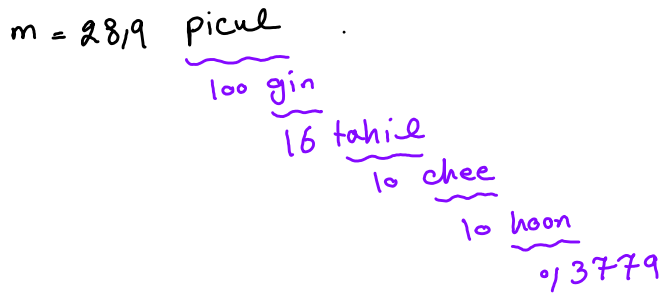 m = 28,9 picul
100 gin
16 tahil
10 chee
10 hoon
0,3779